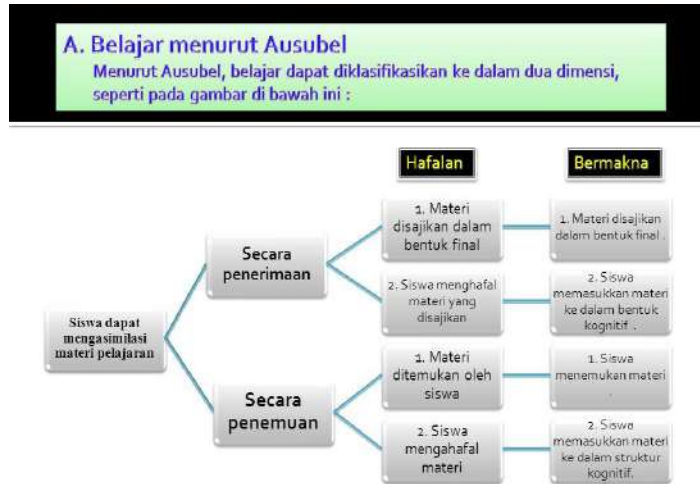 A. Belajar menurut Ausubel
Menurut Ausubel, belajar dapat diklasifikasikan ke dalam dua dimensi,
seperti pada gambar di bawah ini :
Hafalan
Bermakna
Siswa dapat
mengasimilasi
materi pelajaran
Secara
penerimaan
1. Materi
disajikan dalam
bentuk final
1. Materi disajikan
dalam bentuk final .
2. Siswa menghafal
materi yang
disajikan
2. Siswa
memasukkan materi
ke dalam bentuk
kognitif .
Secara
penemuan
1. Materi
ditemukan oleh
siswa
1. Siswa
menemukan materi
.
2. Siswa
mengahafal
materi
2. Siswa
memasukkan materi
ke dalam struktur
kognitif.